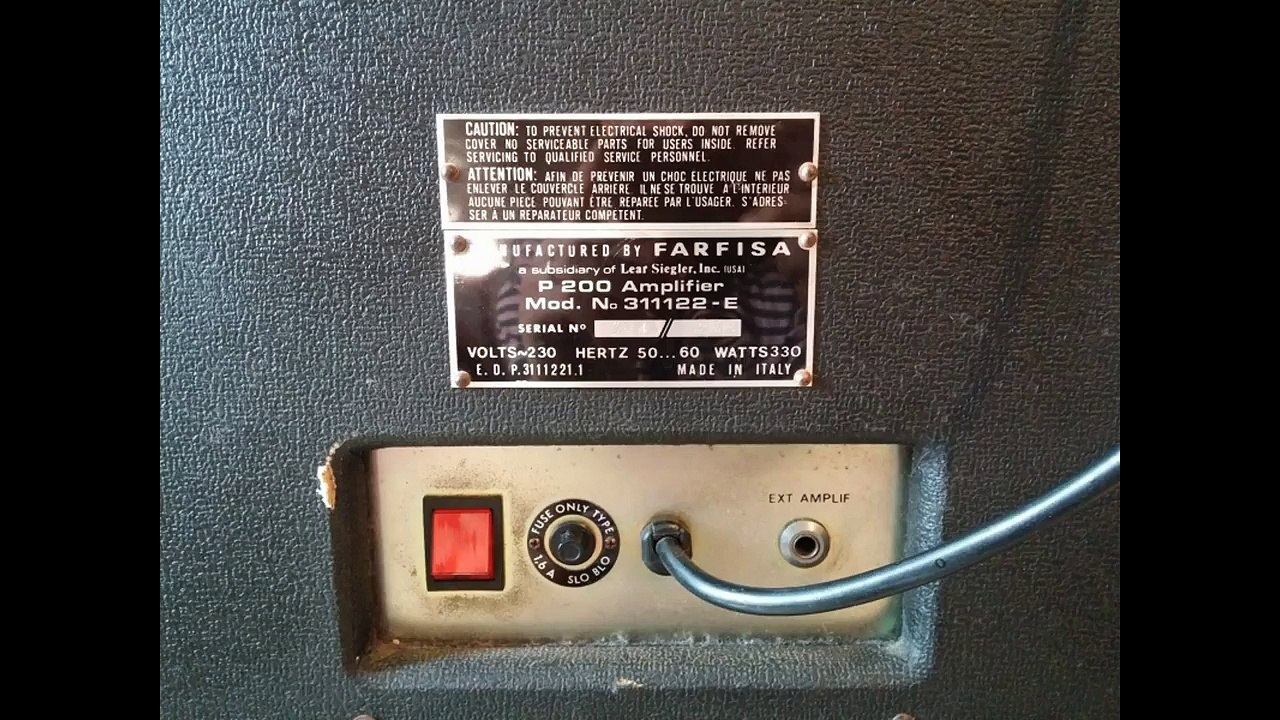 CAUTION: TO PREVENT ELECTRICAL SHOCK, DO NOT REMOVE
COVER NO SERVICEABLE PARTS FOR USERS INSIDE. REFER
SERVICING TO QUALIFIED SERVICE PERSONNEL.
ATTENTION: AFIN DE PREVENIR UN CHOC ELECTRIQUE NE PAS
ENLEVER LE COUVERCLE ARRIERE. IL NE SE TROUVE A L'INTERIEUR
AUCUNE PIECE POUVANT ÊTRE REPAREE PAR L'USAGER. S'ADRES-
SER À UN REPARATEUR COMPETENT.
MANUFACTURED BY FARFISA
a subsidiary of Lear Siegler, Inc. (USA)
P 200 Amplifier
Mod. No 311122-E
SERIAL Nº /
VOLTS~230 HERTZ 50...60 WATTS330
E. D. P.3111221.1 MADE IN ITALY
EXT AMPLIF
FUSE ONLY TYPE
1.6 A SLO BLO